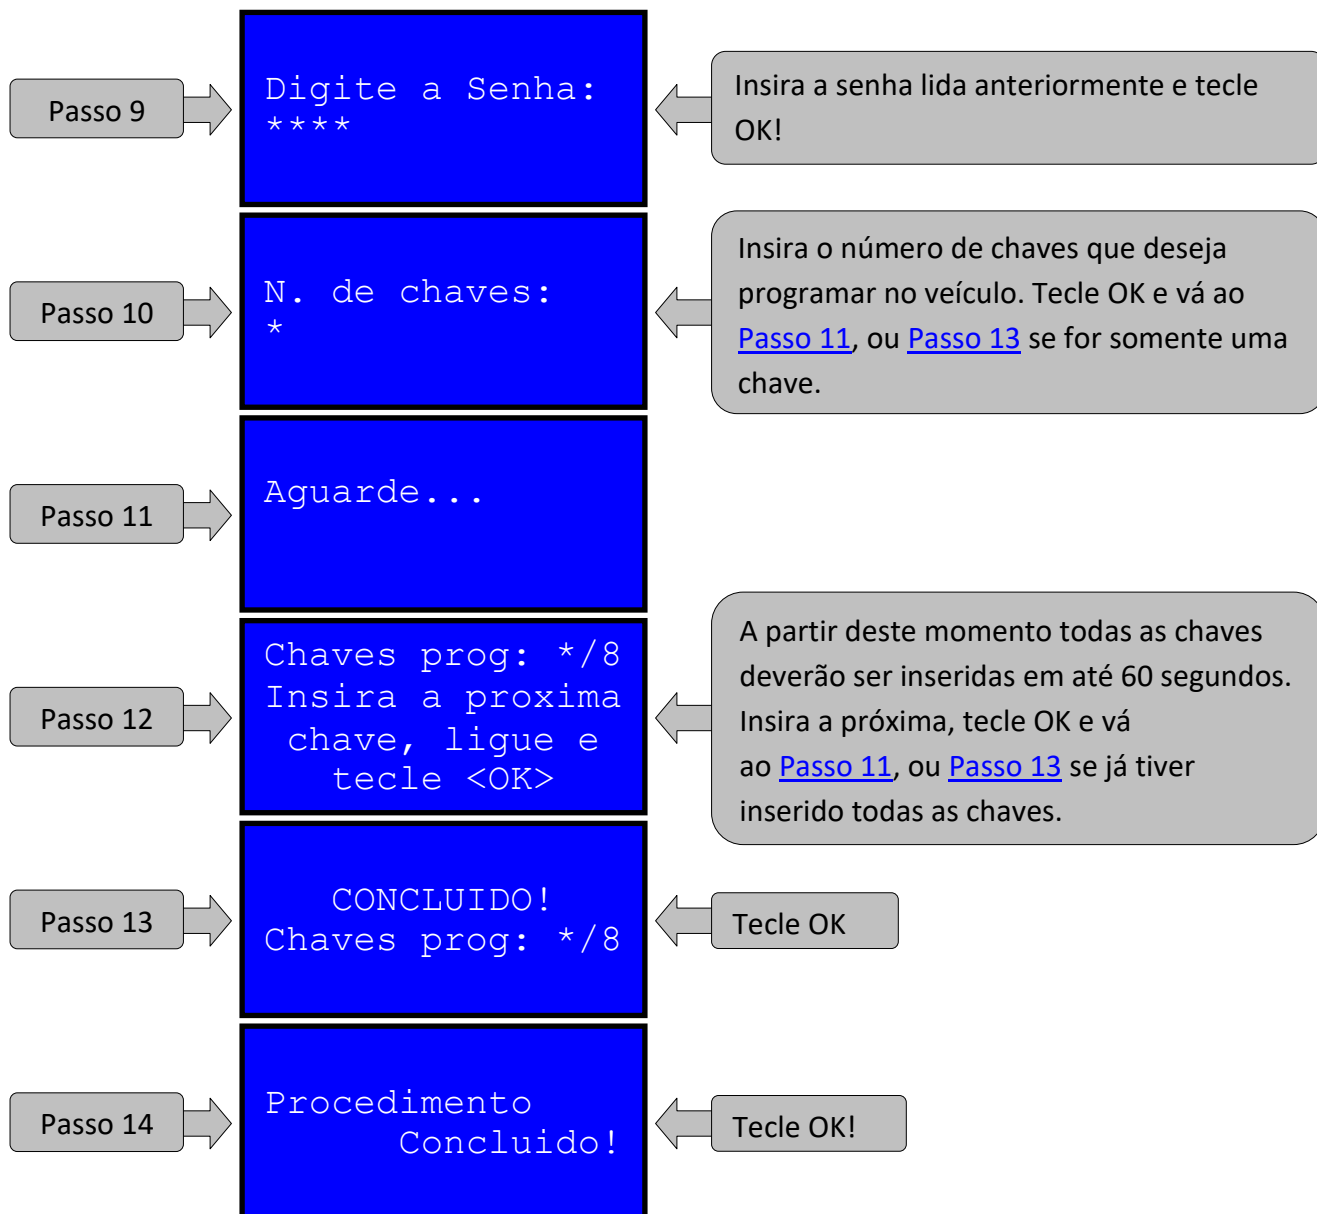 Passo 9
Digite a Senha:
****
Insira a senha lida anteriormente e tecle
OK!
Passo 10
N. de chaves:
*
Insira o número de chaves que deseja
programar no veículo. Tecle OK e vá ao
Passo 11, ou Passo 13 se for somente uma
chave.
Passo 11
Aguarde...
Passo 12
Chaves prog: */8
Insira a proxima
chave, ligue e
tecle <OK>
A partir deste momento todas as chaves
deverão ser inseridas em até 60 segundos.
Insira a próxima, tecle OK e vá
ao Passo 11, ou Passo 13 se já tiver
inserido todas as chaves.
Passo 13
CONCLUIDO!
Chaves prog: */8
Tecle OK
Passo 14
Procedimento
Concluido!
Tecle OK!